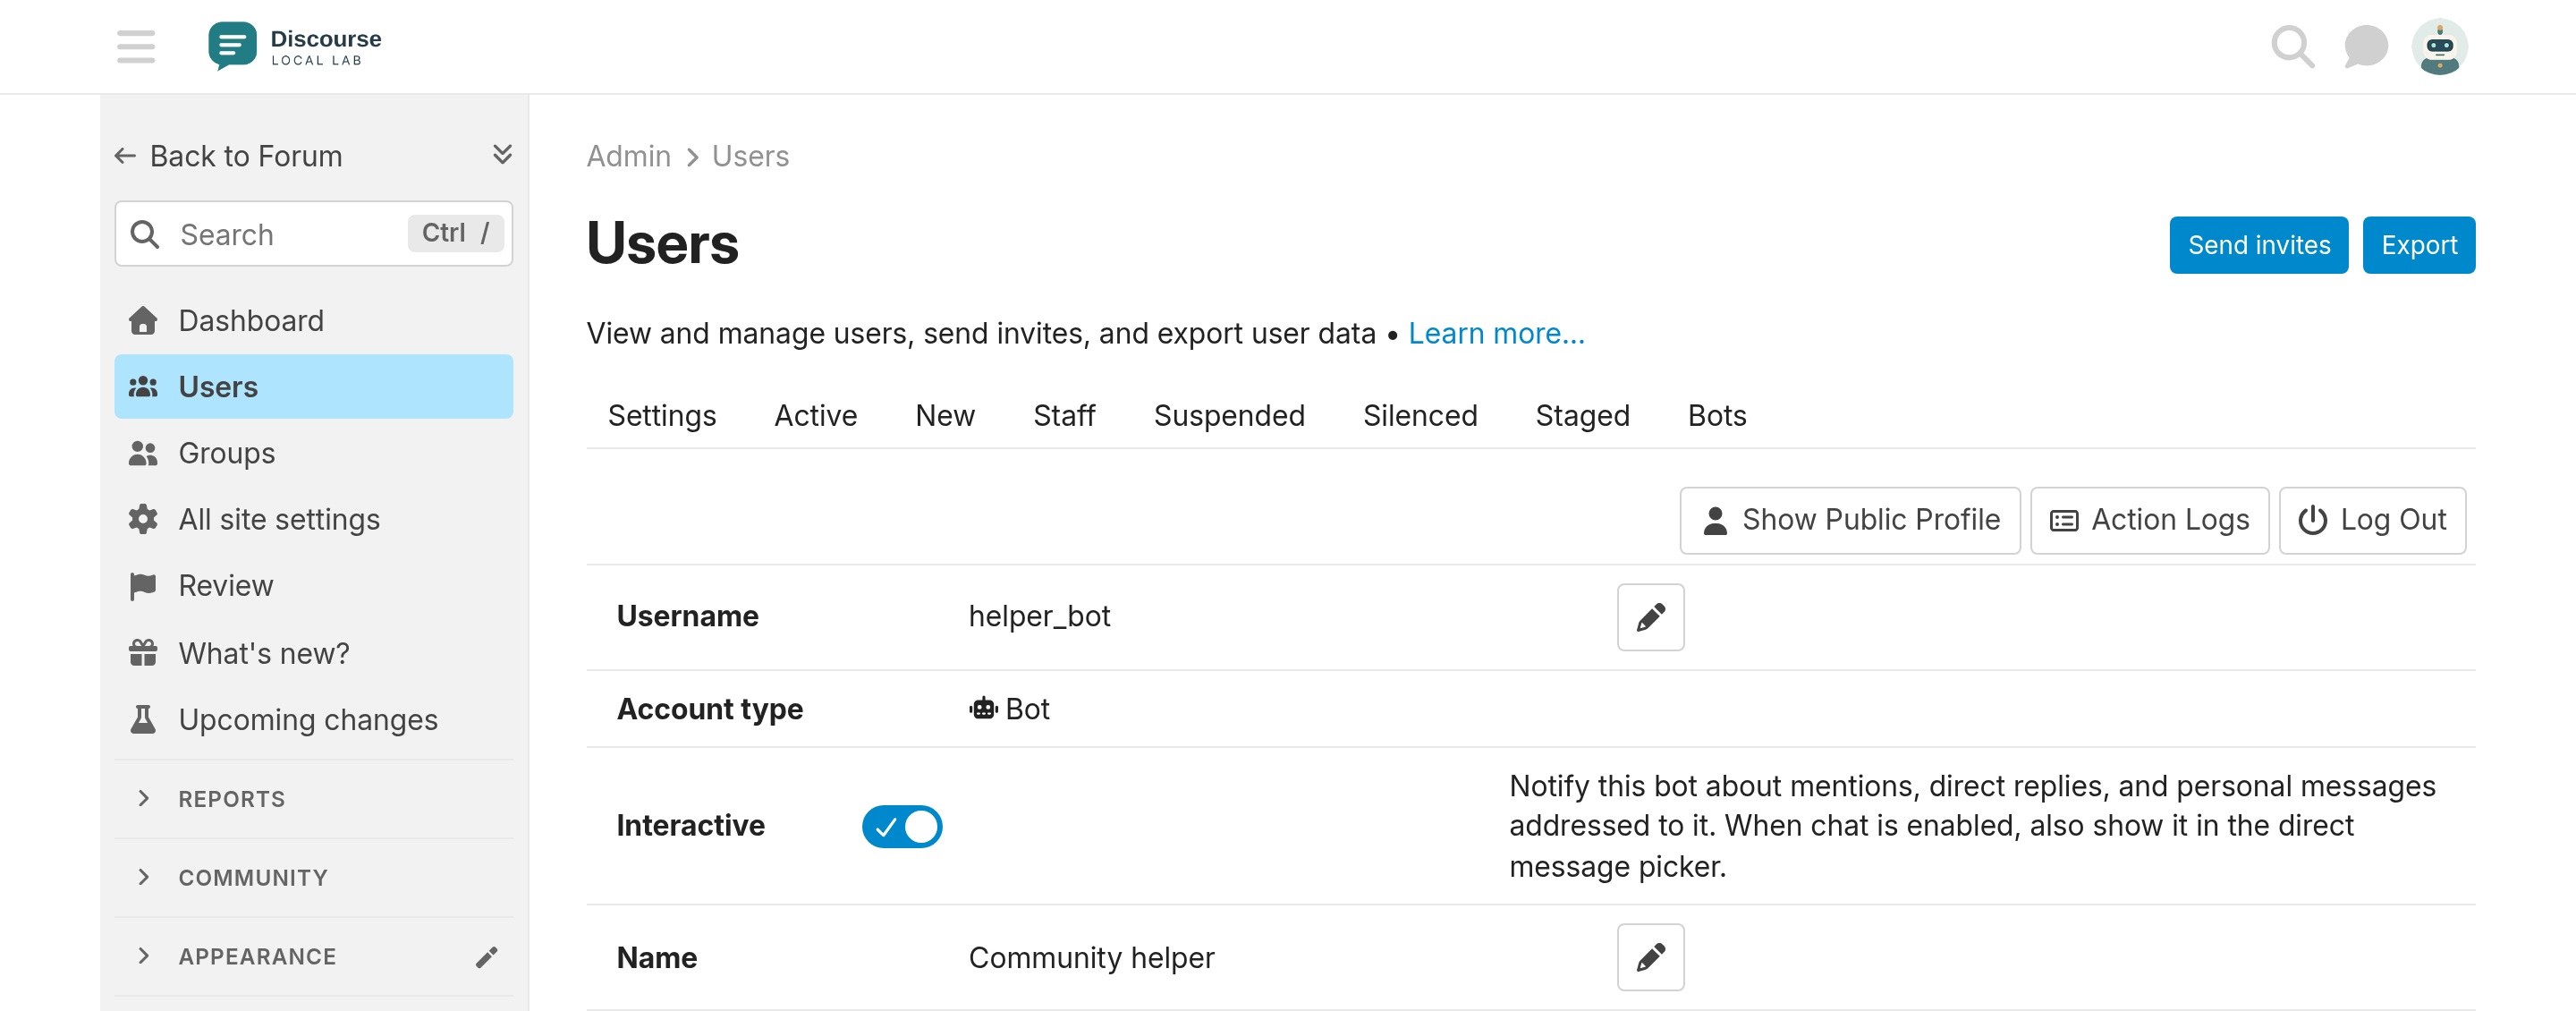 Discourse
LOCAL LAB
Back to Forum
Search
Ctrl /
Dashboard
Users
Groups
All site settings
Review
What's new?
Upcoming changes
REPORTS
COMMUNITY
APPEARANCE
Admin
Users
Users
Send invites
Export
View and manage users, send invites, and export user data • Learn more...
Settings
Active
New
Staff
Suspended
Silenced
Staged
Bots
Show Public Profile
Action Logs
Log Out
Username
helper_bot
Account type
Bot
Interactive
Notify this bot about mentions, direct replies, and personal messages
addressed to it. When chat is enabled, also show it in the direct
message picker.
Name
Community helper